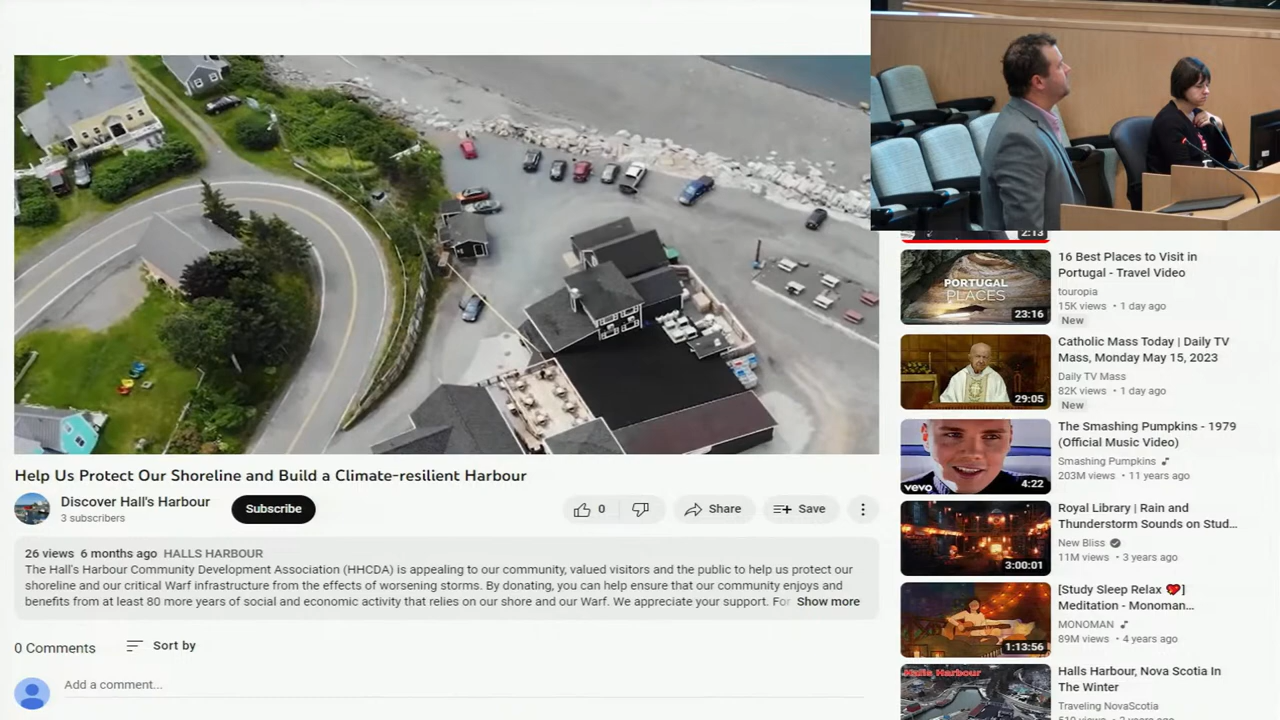 Help Us Protect Our Shoreline and Build a Climate-resilient Harbour
Discover Hall's Harbour
3 subscribers
Subscribe
0
Share
Save
26 views 6 months ago HALLS HARBOUR
The Hall's Harbour Community Development Association (HHCDA) is appealing to our community, valued visitors and the public to help us protect our
shoreline and our critical Warf infrastructure from the effects of worsening storms. By donating, you can help ensure that our community enjoys and
benefits from at least 80 more years of social and economic activity that relies on our shore and our Warf. We appreciate your support. For Show more
0 Comments
Sort by
Add a comment...
2:13
PORTUGAL
PLACES
23:16
16 Best Places to Visit in
Portugal - Travel Video
touropia
15K views • 1 day ago
New
29:05
Catholic Mass Today | Daily TV
Mass, Monday May 15, 2023
Daily TV Mass
82K views • 1 day ago
New
vevo
4:22
The Smashing Pumpkins - 1979
(Official Music Video)
Smashing Pumpkins
203M views • 11 years ago
3:00:01
Royal Library | Rain and
Thunderstorm Sounds on Stud...
New Bliss
11M views • 3 years ago
1:13:56
[Study Sleep Relax 💖]
Meditation - Monoman...
MONOMAN
89M views • 4 years ago
Halls Harbour
Halls Harbour, Nova Scotia In
The Winter
Traveling NovaScotia